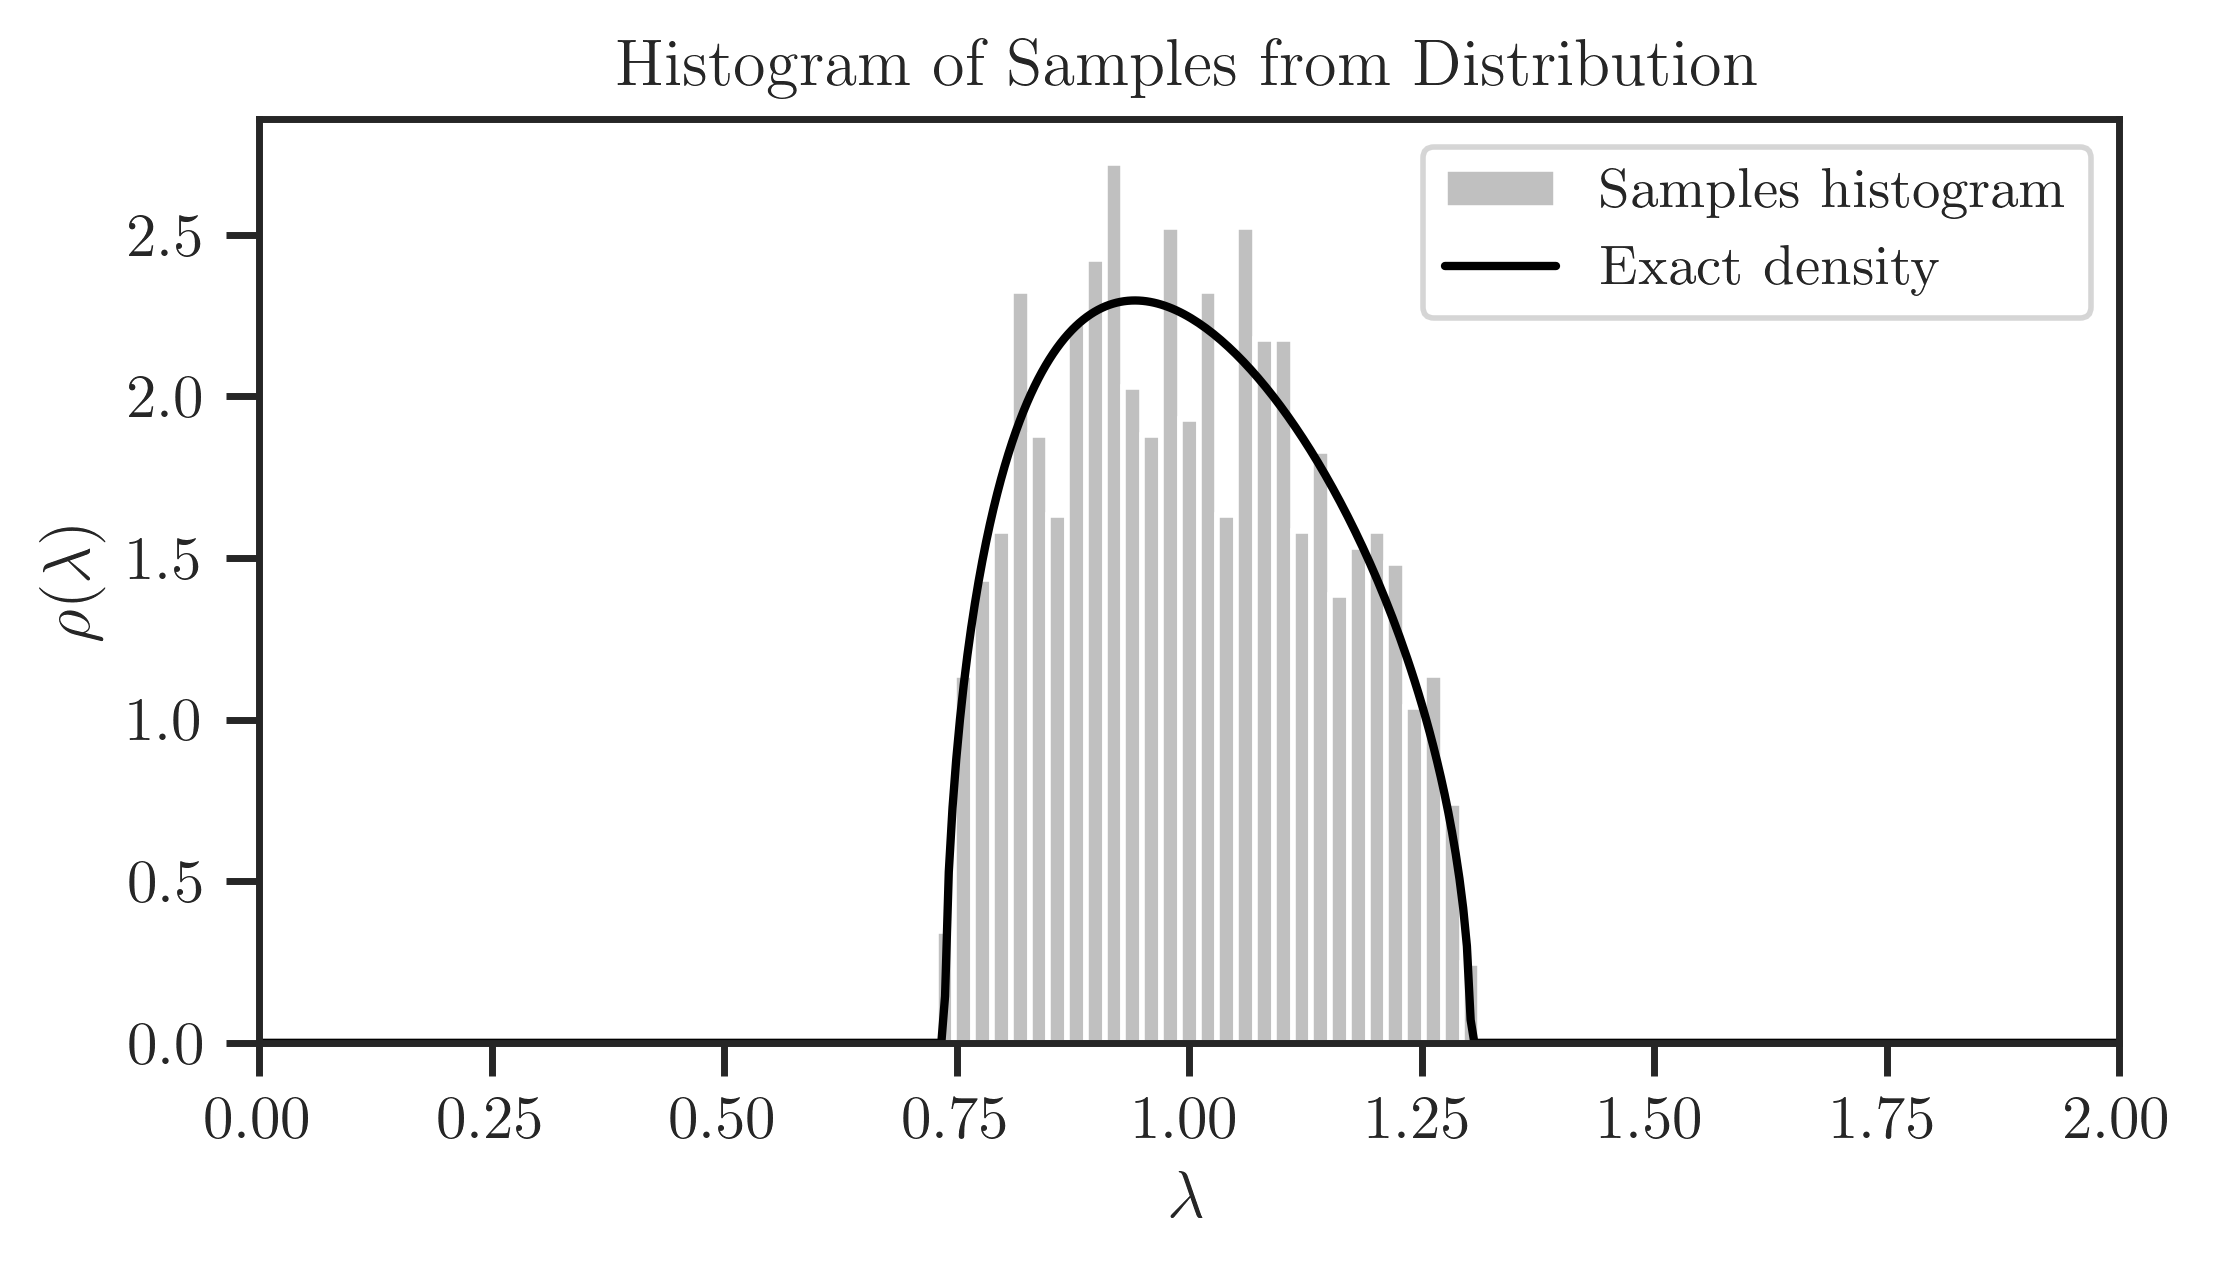 Histogram of Samples from Distribution
Samples histogram
Exact density
ρ(λ)
2.5
2.0
1.5
1.0
0.5
0.0
0.00 0.25 0.50 0.75 1.00 1.25 1.50 1.75 2.00
λ